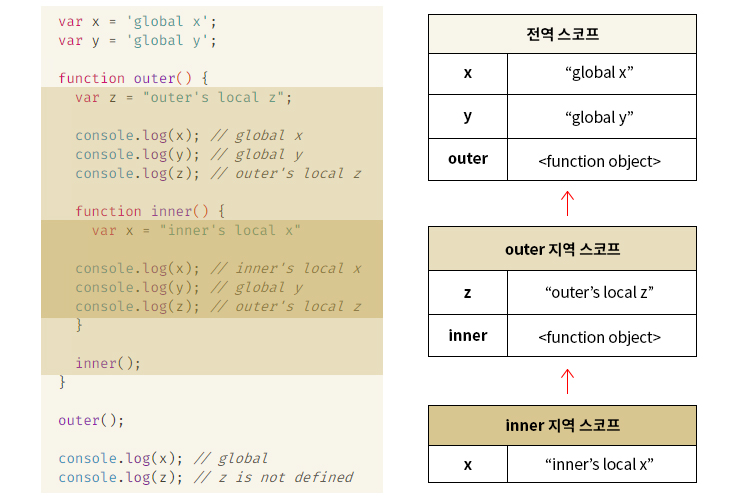 var x = 'global x';
var y = 'global y';
function outer() {
var z = "outer's local z";
console.log(x); // global x
console.log(y); // global y
console.log(z); // outer's local z
function inner() {
var x = "inner's local x"
console.log(x); // inner's local x
console.log(y); // global y
console.log(z); // outer's local z
}
inner();
}
outer();
console.log(x); // global
console.log(z); // z is not defined
전역 스코프
x “global x”
y “global y”
outer <function object>
outer 지역 스코프
z “outer’s local z”
inner <function object>
inner 지역 스코프
x “inner’s local x”